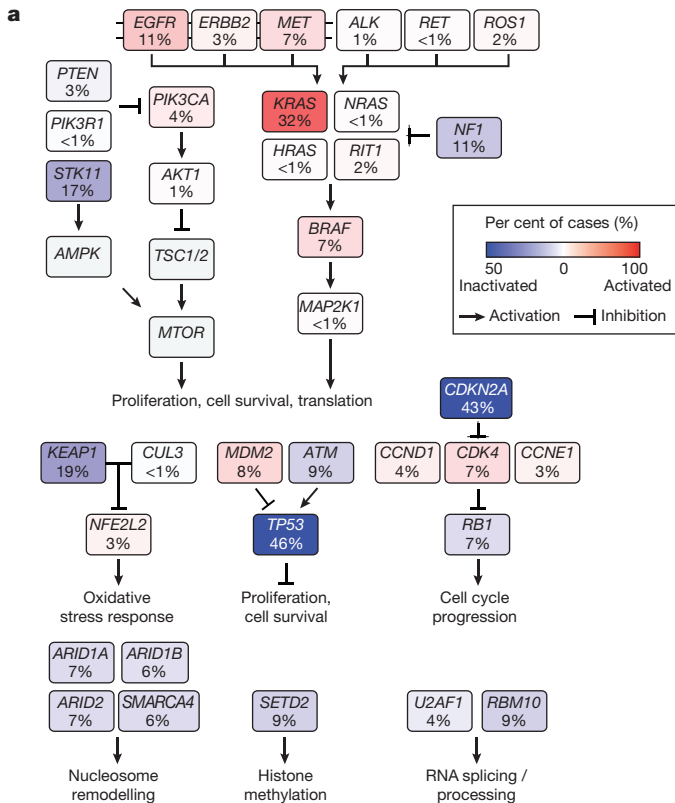 a
EGFR ERBB2 MET ALK RET ROS1
11% 3% 7% 1% <1% 2%
PTEN
3%
PIK3R1
<1%
STK11
17%
AMPK
PIK3CA
4%
AKT1
1%
TSC1/2
MTOR
KRAS NRAS
32% <1%
HRAS RIT1
<1% 2%
NF1
11%
BRAF
7%
MAP2K1
<1%
Proliferation, cell survival, translation
Per cent of cases (%)
50 0 100
Inactivated Activated
Activation Inhibition
KEAP1 CUL3
19% <1%
NFE2L2
3%
Oxidative
stress response
MDM2 ATM
8% 9%
TP53
46%
Proliferation,
cell survival
CDKN2A
43%
CCND1 CDK4 CCNE1
4% 7% 3%
RB1
7%
Cell cycle
progression
ARID1A ARID1B
7% 6%
ARID2 SMARCA4
7% 6%
Nucleosome
remodelling
SETD2
9%
Histone
methylation
U2AF1 RBM10
4% 9%
RNA splicing /
processing